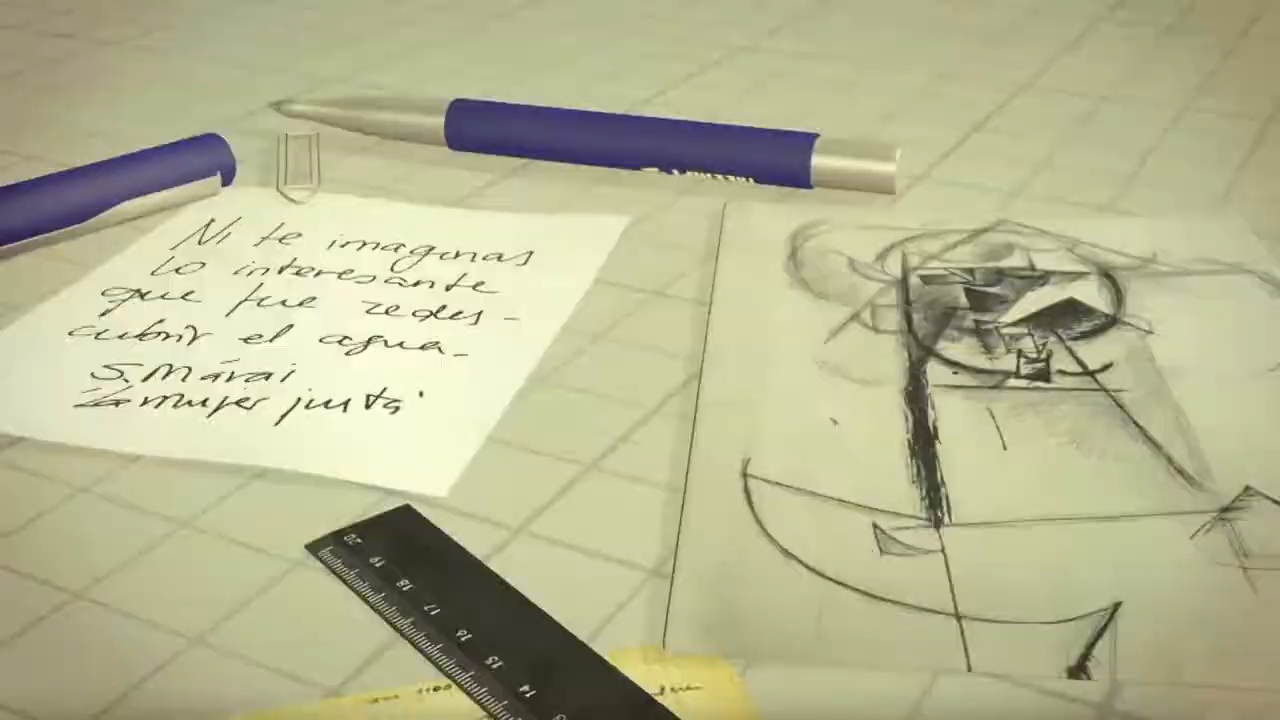 Ni te imaginas
lo interesante
que fue redes-
cubrir el agua.
S. Márai
La mujer justa
20 19 18 17 16 15 14